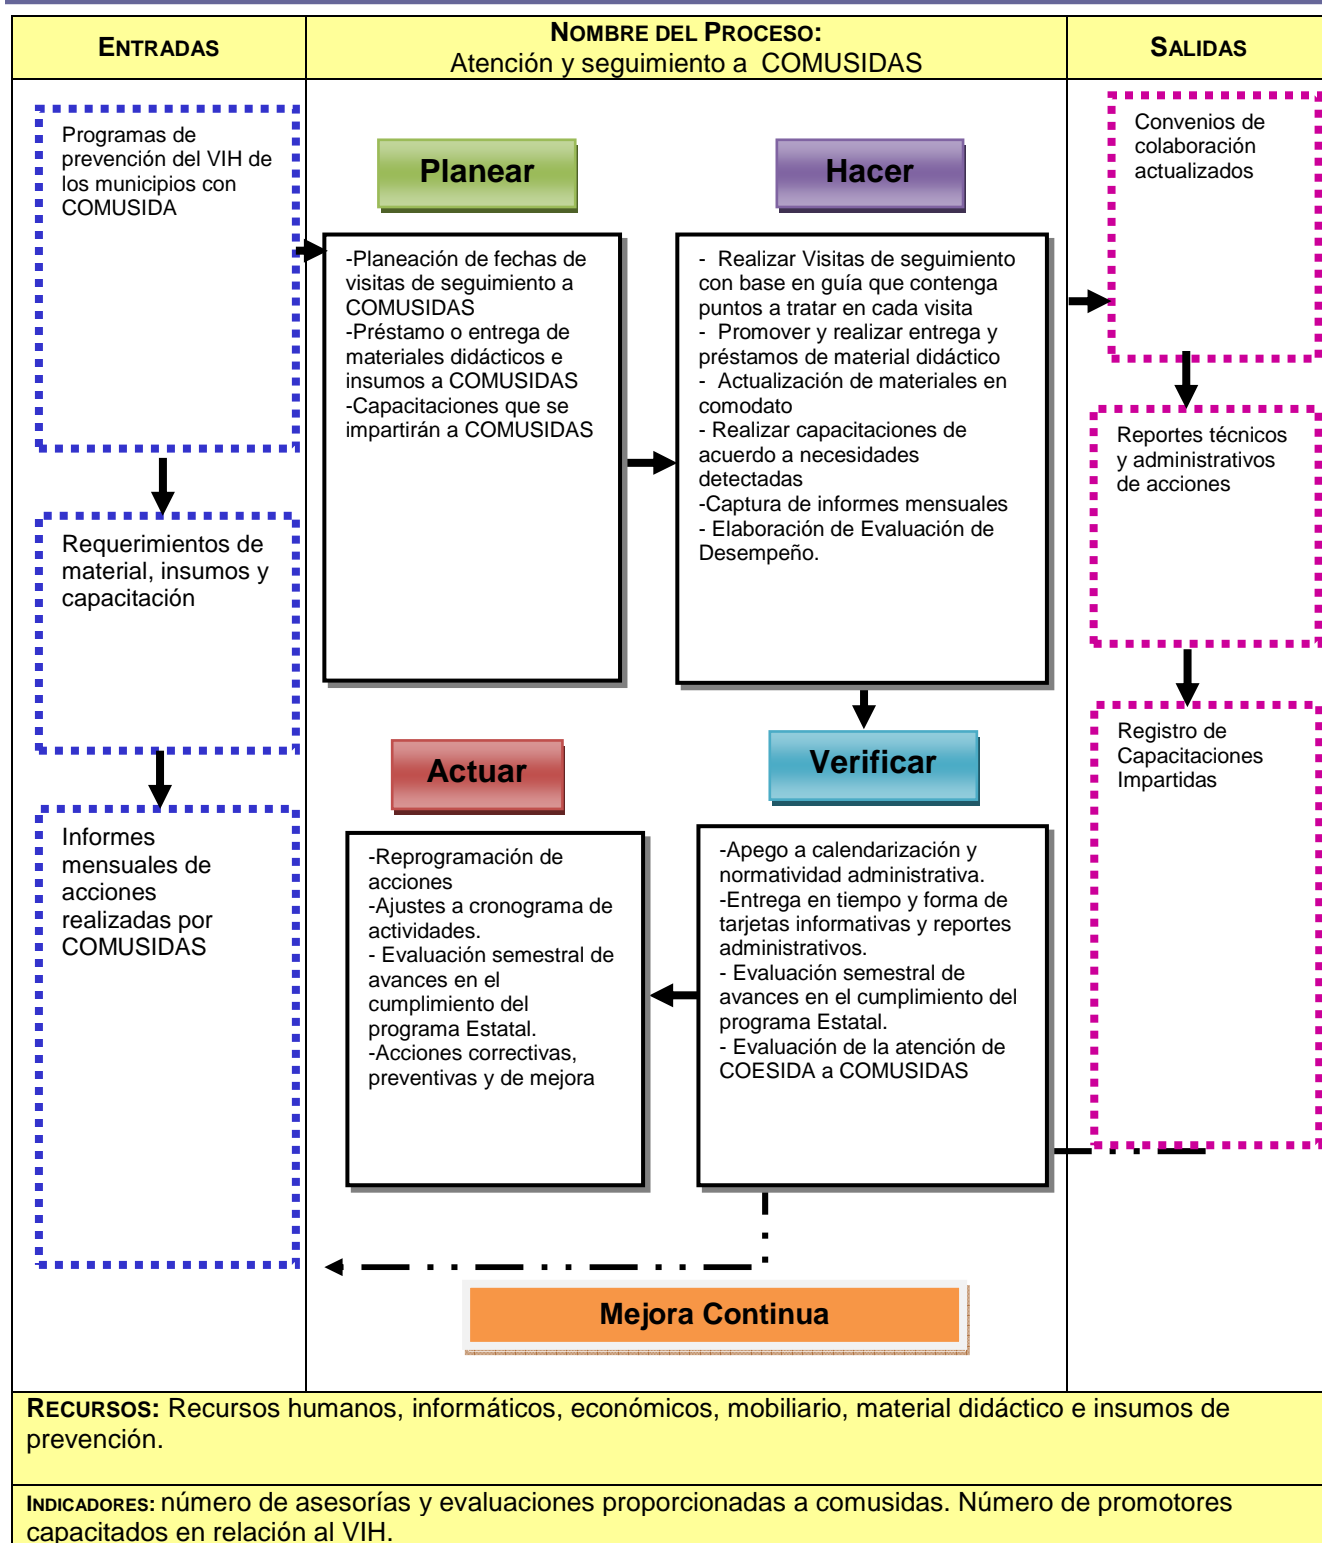 ENTRADAS
NOMBRE DEL PROCESO:
Atención y seguimiento a  COMUSIDAS
SALIDAS
Programas de
prevención del VIH de
los municipios con
COMUSIDA
Requerimientos de
material, insumos y
capacitación
Informes
mensuales de
acciones
realizadas por
COMUSIDAS
Planear
-Planeación de fechas de
visitas de seguimiento a
COMUSIDAS
-Préstamo o entrega de
materiales didácticos e
insumos a COMUSIDAS
-Capacitaciones que se
impartirán a COMUSIDAS
Hacer
-  Realizar Visitas de seguimiento
con base en guía que contenga
puntos a tratar en cada visita
-  Promover y realizar entrega y
préstamos de material didáctico
-  Actualización de materiales en
comodato
- Realizar capacitaciones de
acuerdo a necesidades
detectadas
-Captura de informes mensuales
- Elaboración de Evaluación de
Desempeño.
Verificar
-Apego a calendarización y
normatividad administrativa.
-Entrega en tiempo y forma de
tarjetas informativas y reportes
administrativos.
- Evaluación semestral de
avances en el cumplimiento del
programa Estatal.
- Evaluación de la atención de
COESIDA a COMUSIDAS
Actuar
-Reprogramación de
acciones
-Ajustes a cronograma de
actividades.
- Evaluación semestral de
avances en el
cumplimiento del
programa Estatal.
-Acciones correctivas,
preventivas y de mejora
Mejora Continua
Convenios de
colaboración
actualizados
Reportes técnicos
y administrativos
de acciones
Registro de
Capacitaciones
Impartidas
RECURSOS: Recursos humanos, informáticos, económicos, mobiliario, material didáctico e insumos de
prevención.
INDICADORES: número de asesorías y evaluaciones proporcionadas a comusidas. Número de promotores
capacitados en relación al VIH.